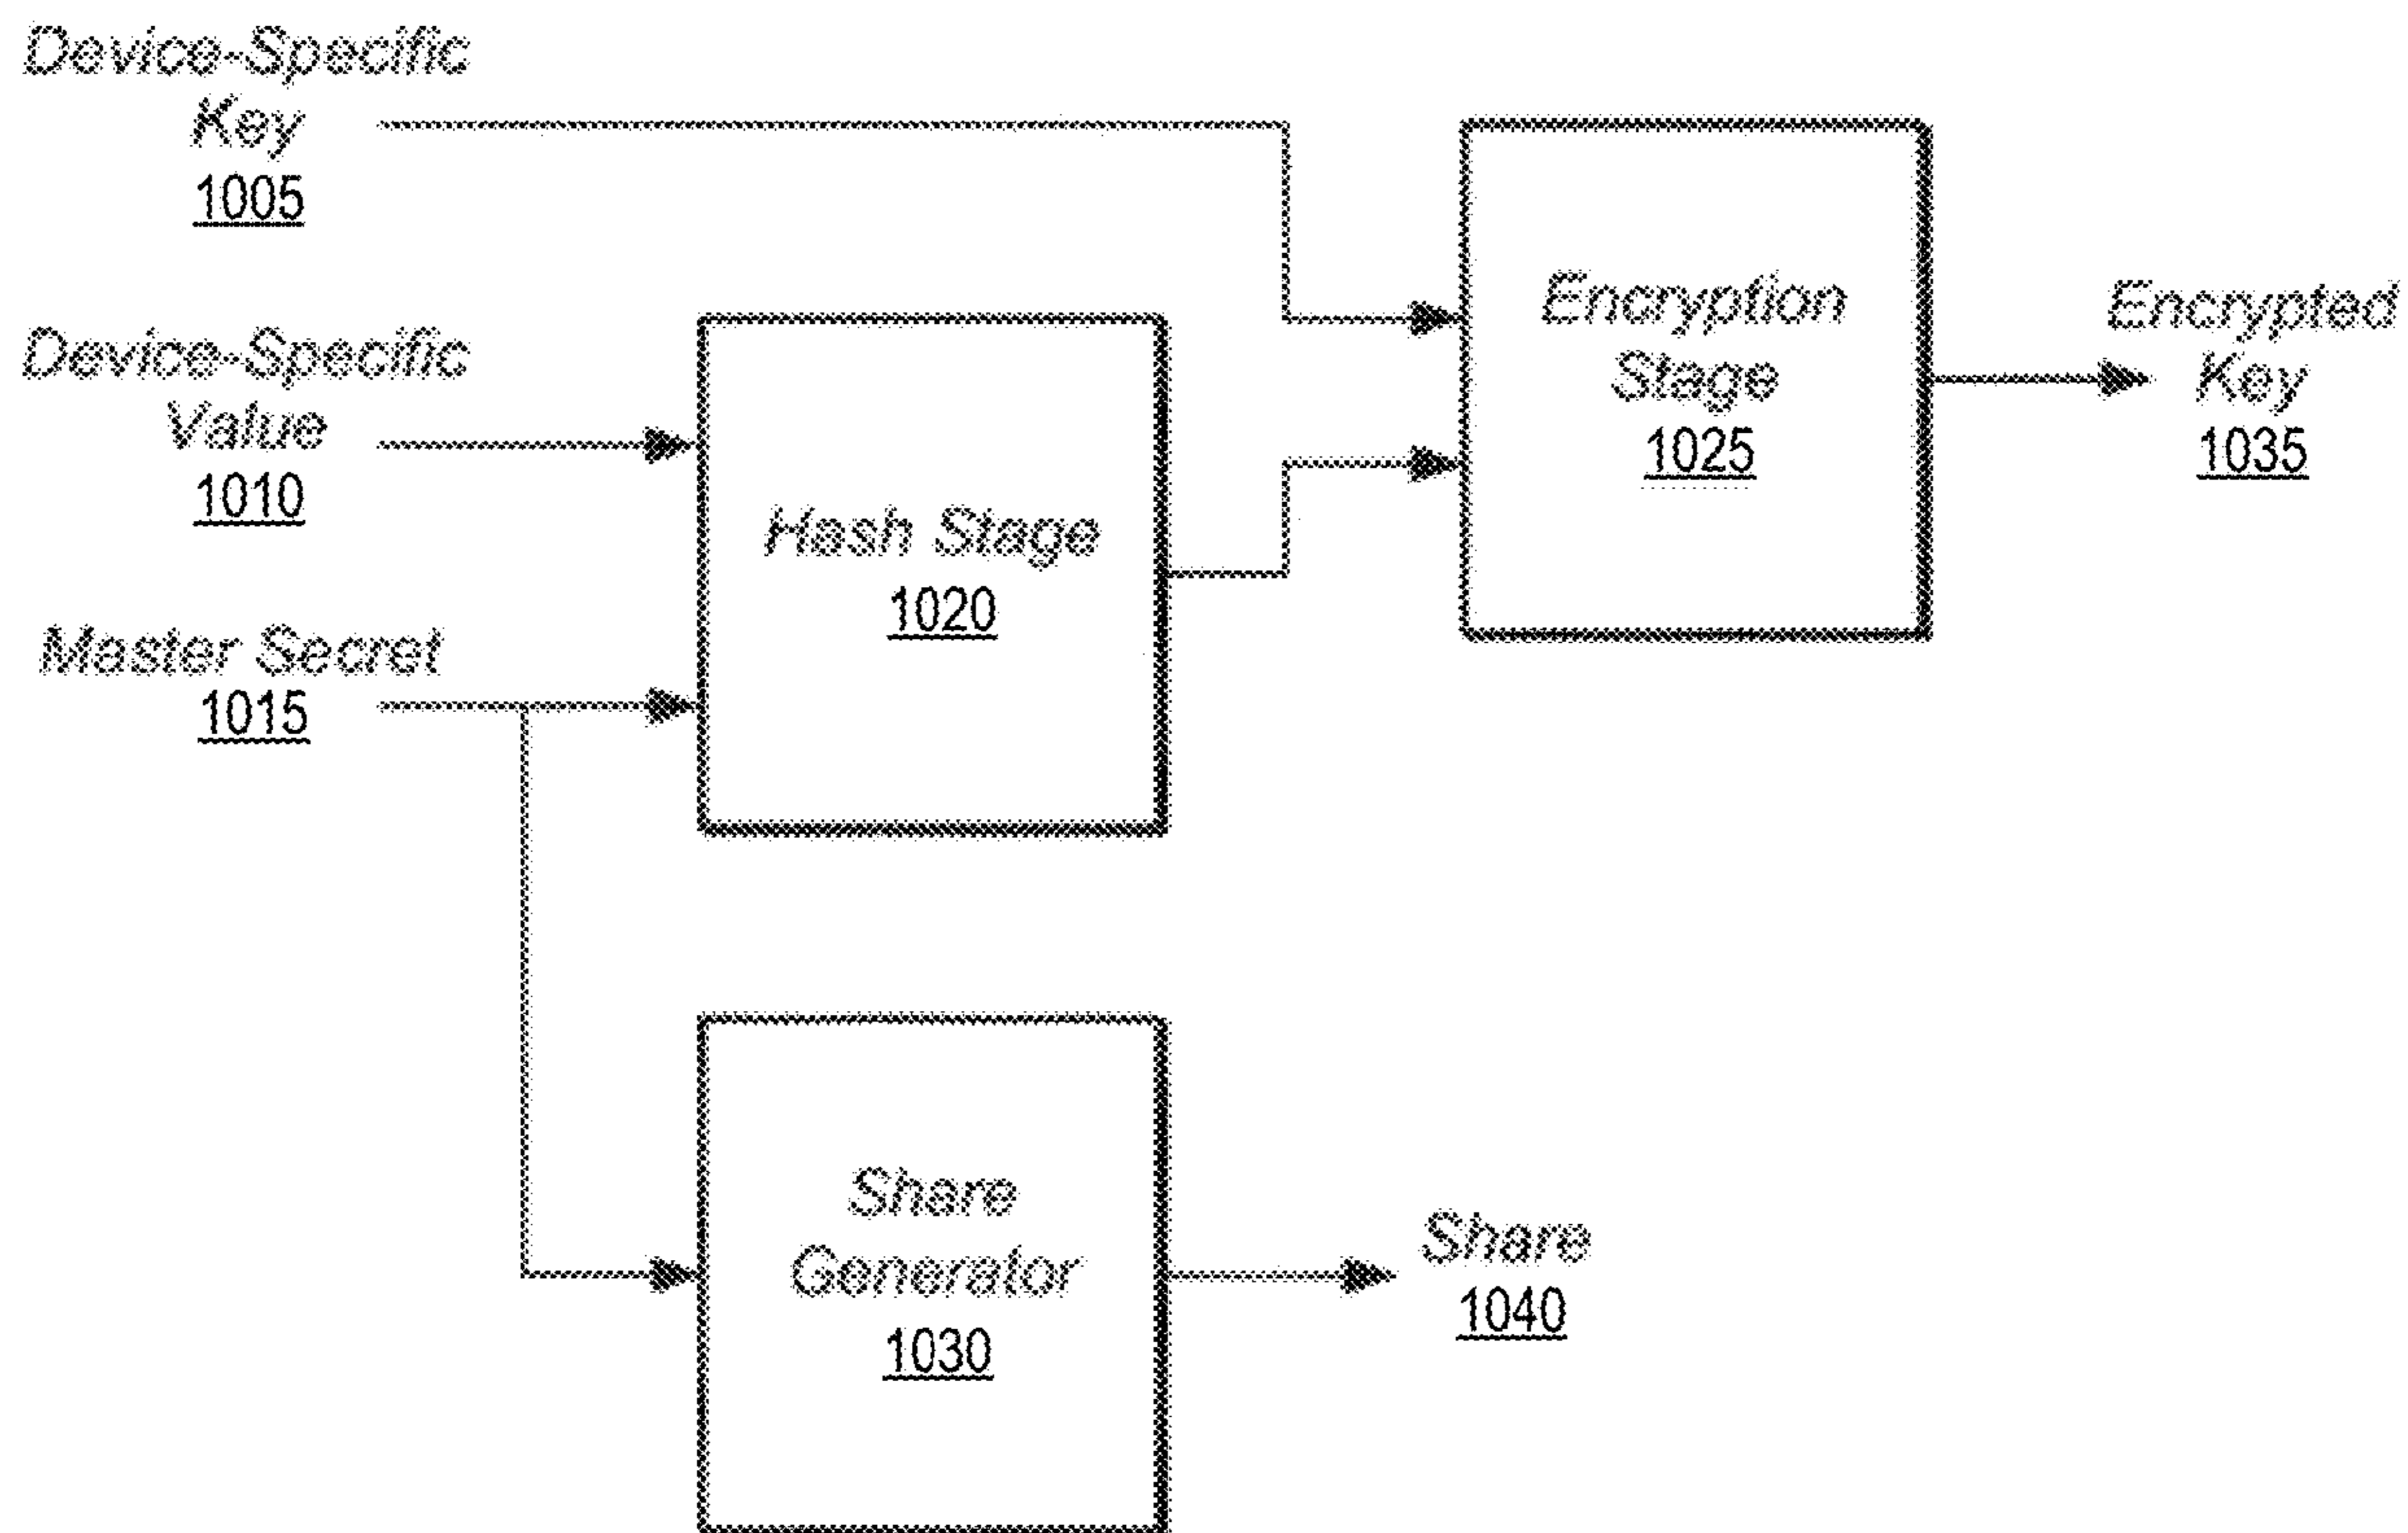 Device-Specific
Key
1005
Device-Specific
Value
1010
Master Secret
1015
Hash Stage
1020
Encryption
Stage
1025
Encrypted
Key
1035
Share
Generator
1030
Share
1040